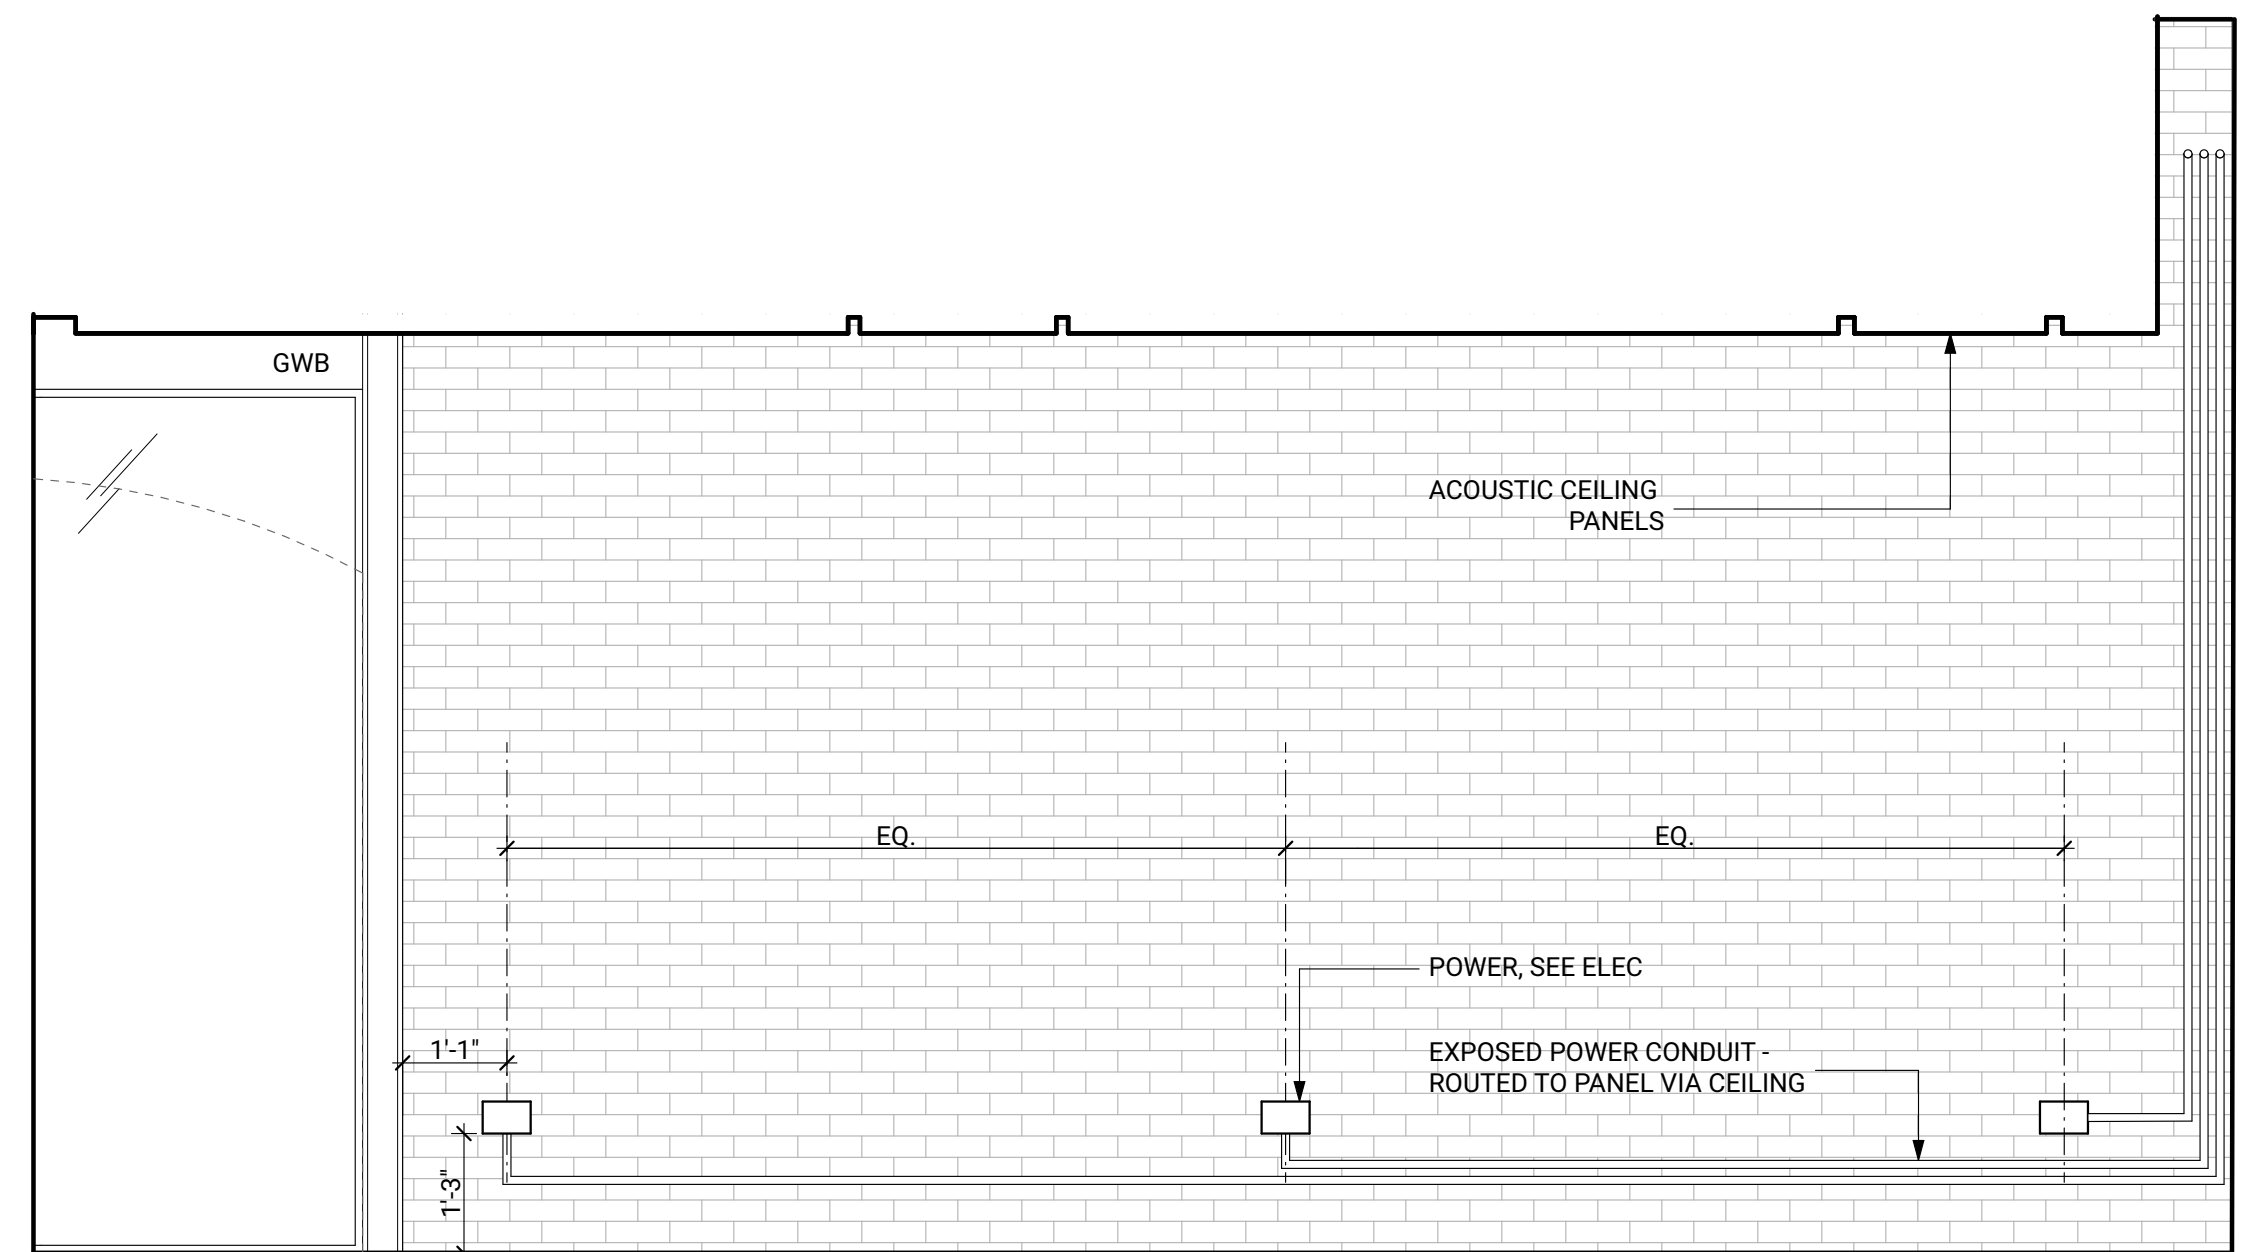 GWB
ACOUSTIC CEILING
PANELS
EQ.
EQ.
POWER, SEE ELEC
1'-1"
EXPOSED POWER CONDUIT -
ROUTED TO PANEL VIA CEILING
1'-3"